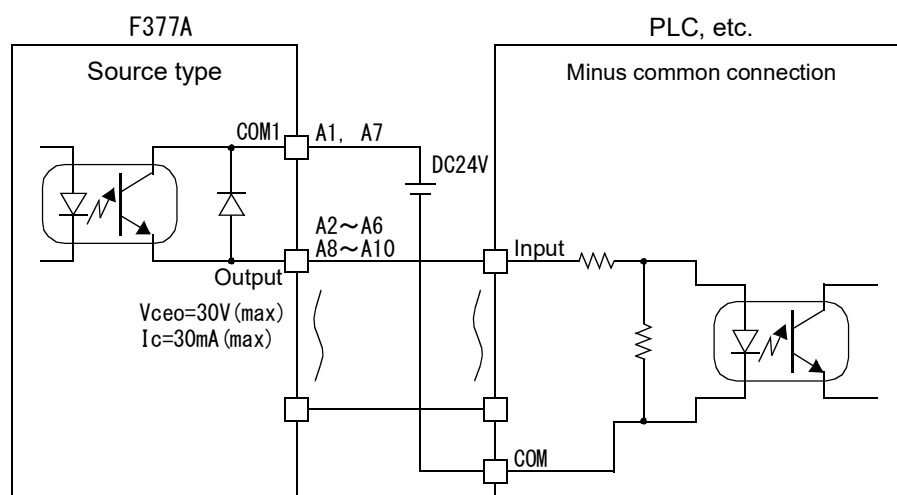 F377A
PLC, etc.
Source type
Minus common connection
COM1
A1, A7
DC24V
A2～A6
A8～A10
Input
Output
Vceo=30V(max)
Ic=30mA(max)
COM